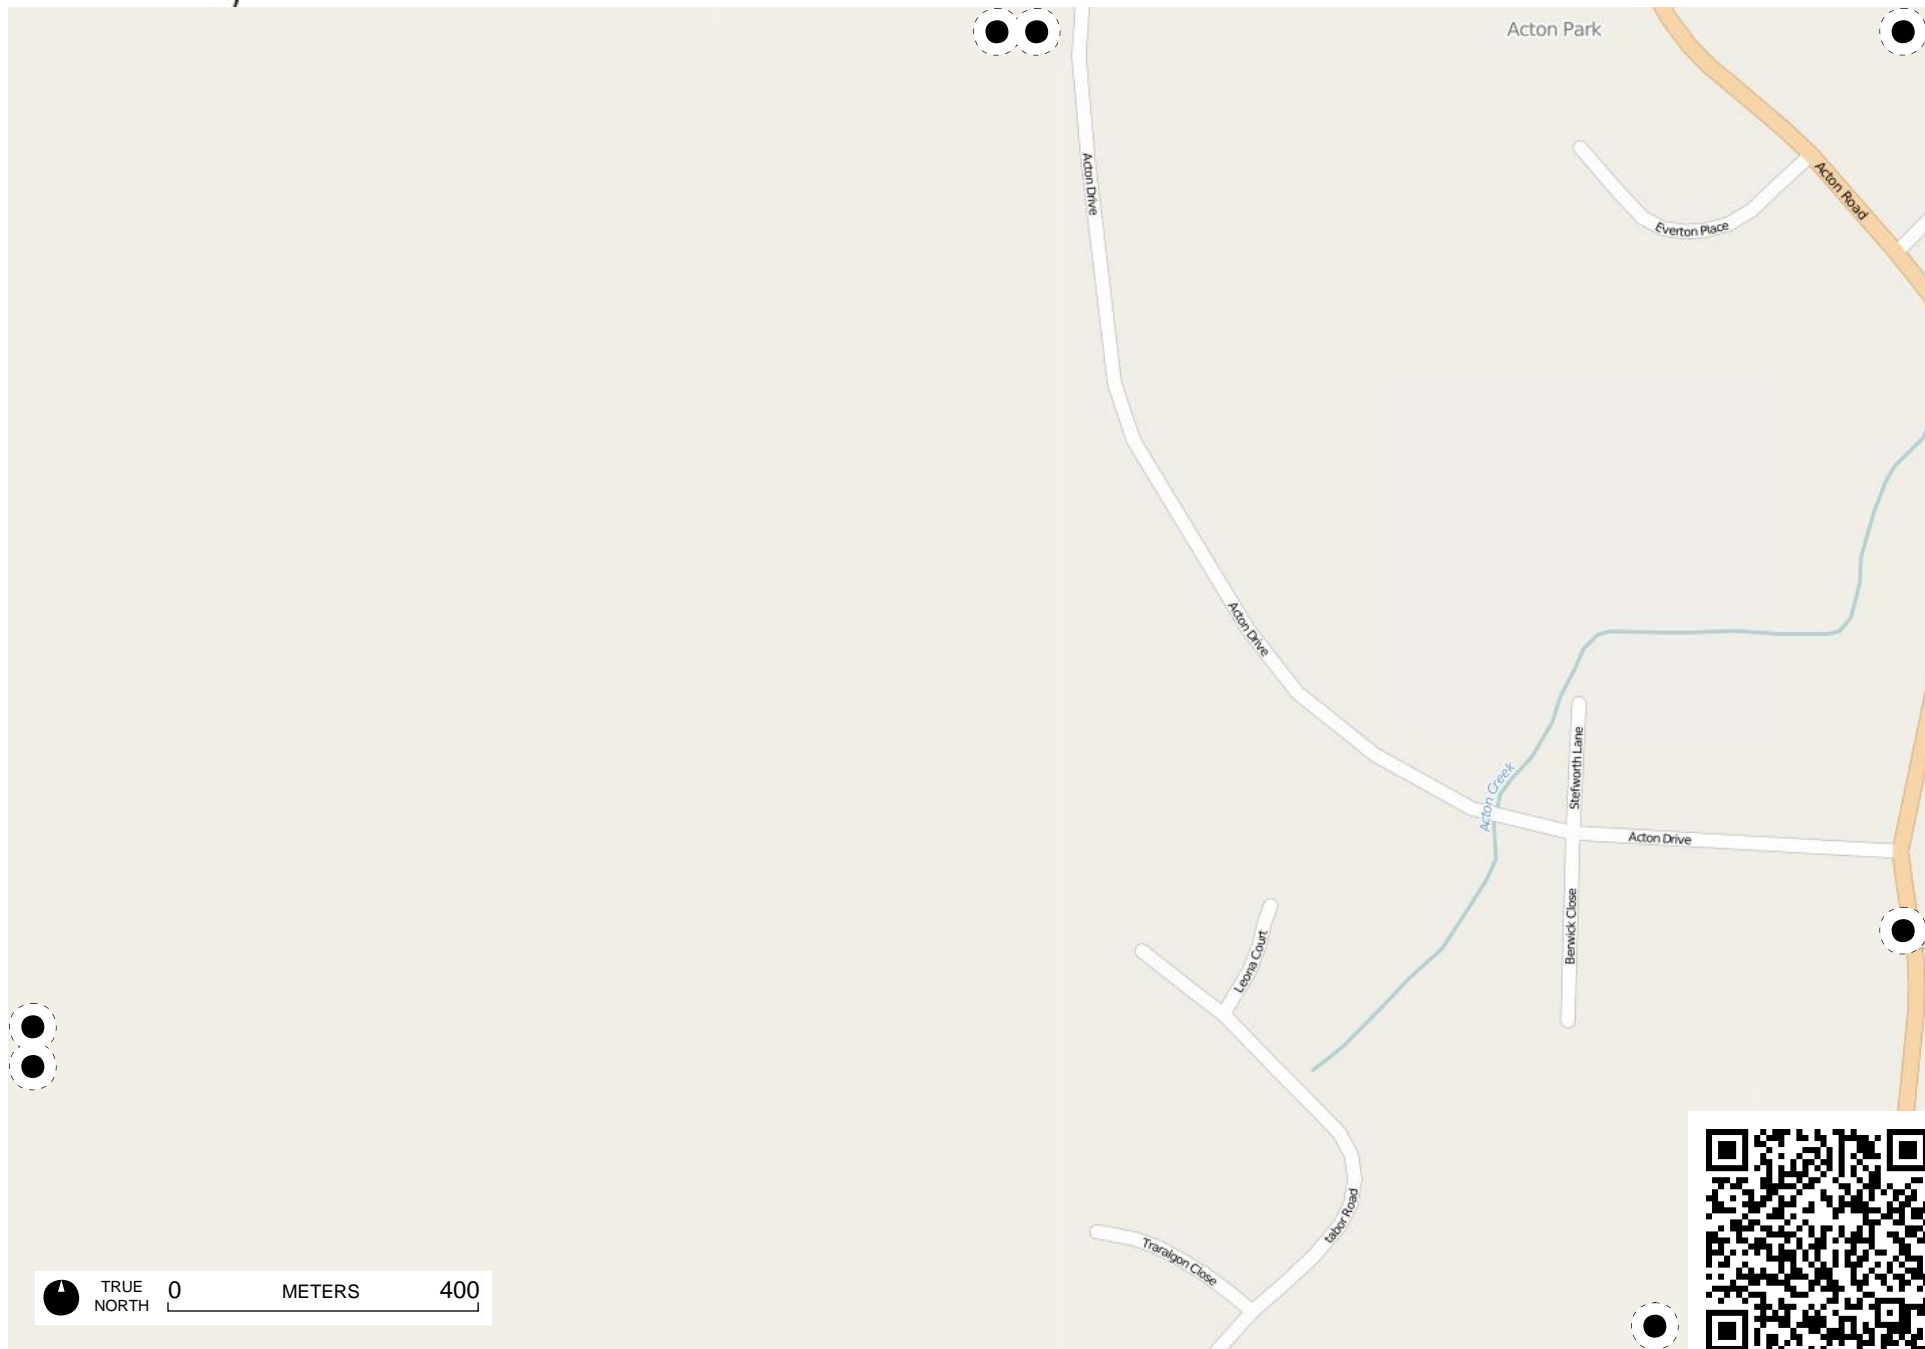 Acton Park
Acton Drive
Acton Road
Everton Place
Acton Drive
Stefworth Lane
Acton Creek
Acton Drive
Berwick Close
Leona Court
tabor Road
Traralgon Close
TRUE
NORTH
0 METERS 400